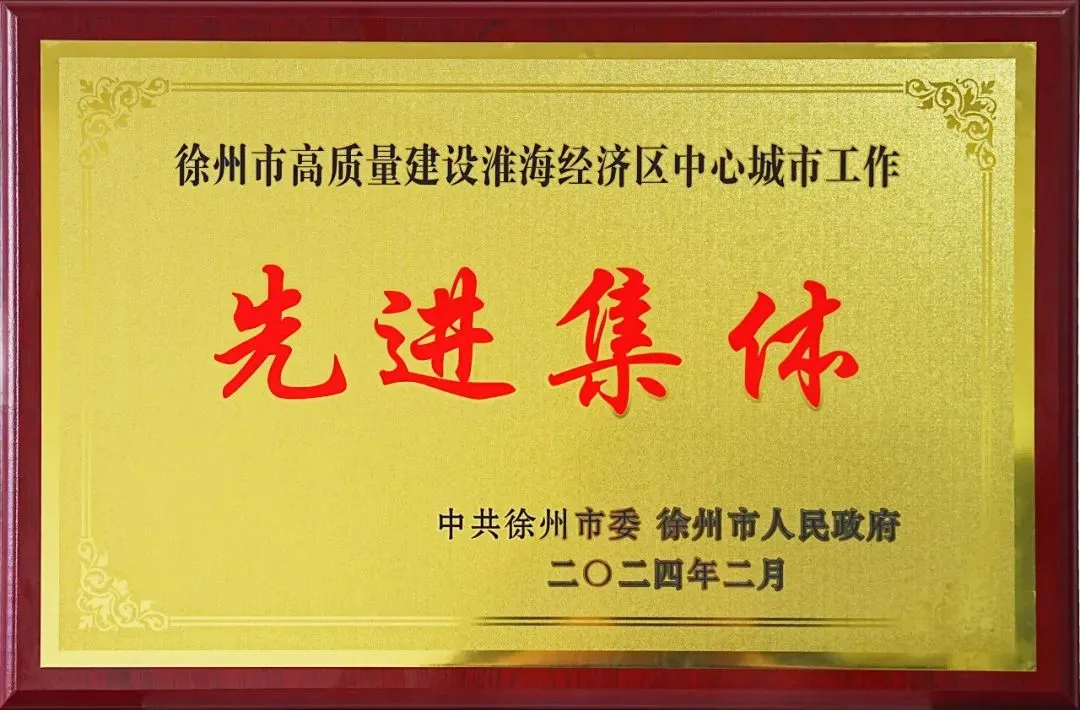 徐州市高质量建设淮海经济区中心城市工作
先进集体
中共徐州市委 徐州市人民政府
二〇二四年二月